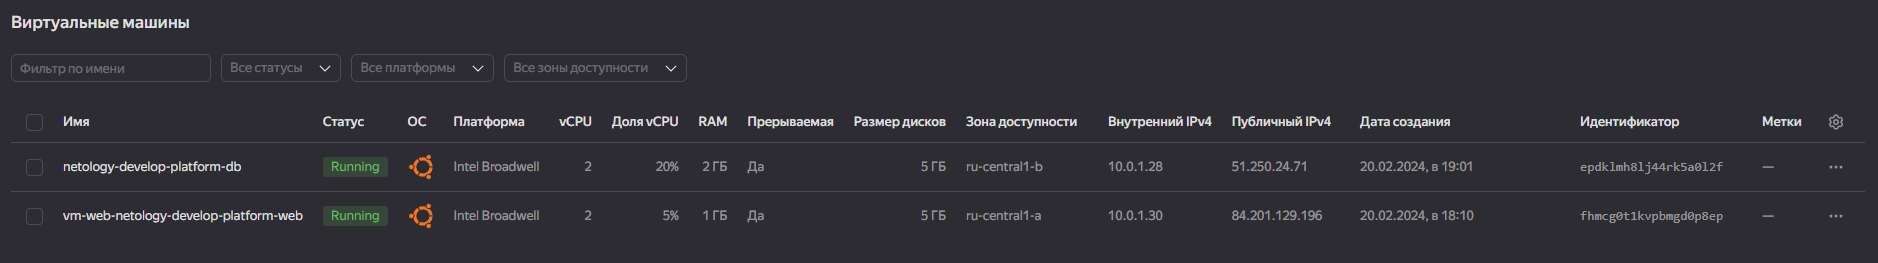 Виртуальные машины
Фильтр по имени Все статусы Все платформы Все зоны доступности
Имя Статус ОС Платформа vCPU Доля vCPU RAM Прерываемая Размер дисков Зона доступности Внутренний IPv4 Публичный IPv4 Дата создания Идентификатор Метки
netology-develop-platform-db Running Intel Broadwell 2 20% 2 ГБ Да 5 ГБ ru-central1-b 10.0.1.28 51.250.24.71 20.02.2024, в 19:01 epdklmh8lj44rk5a0l2f —
vm-web-netology-develop-platform-web Running Intel Broadwell 2 5% 1 ГБ Да 5 ГБ ru-central1-a 10.0.1.30 84.201.129.196 20.02.2024, в 18:10 fhmcg0t1kvpbmgd0p8ep —